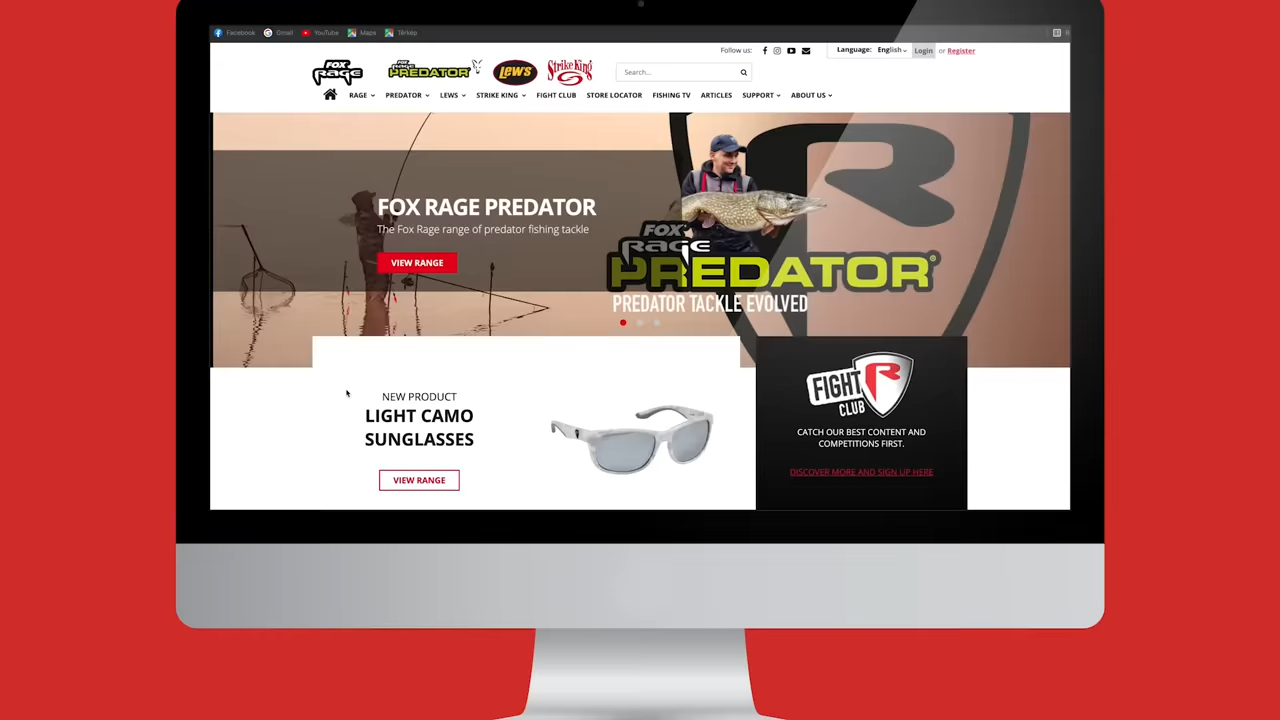 Facebook Gmail YouTube Maps Térkép
Follow us: Language: English Login or Register
FOX RAGE FOX RAGE PREDATOR LEW'S STRIKE KING Search...
RAGE PREDATOR LEWS STRIKE KING FIGHT CLUB STORE LOCATOR FISHING TV ARTICLES SUPPORT ABOUT US
FOX RAGE PREDATOR
The Fox Rage range of predator fishing tackle
VIEW RANGE
FOX
RAGE
PREDATOR®
PREDATOR TACKLE EVOLVED
NEW PRODUCT
LIGHT CAMO
SUNGLASSES
VIEW RANGE
FIGHT
CLUB
CATCH OUR BEST CONTENT AND
COMPETITIONS FIRST.
DISCOVER MORE AND SIGN UP HERE